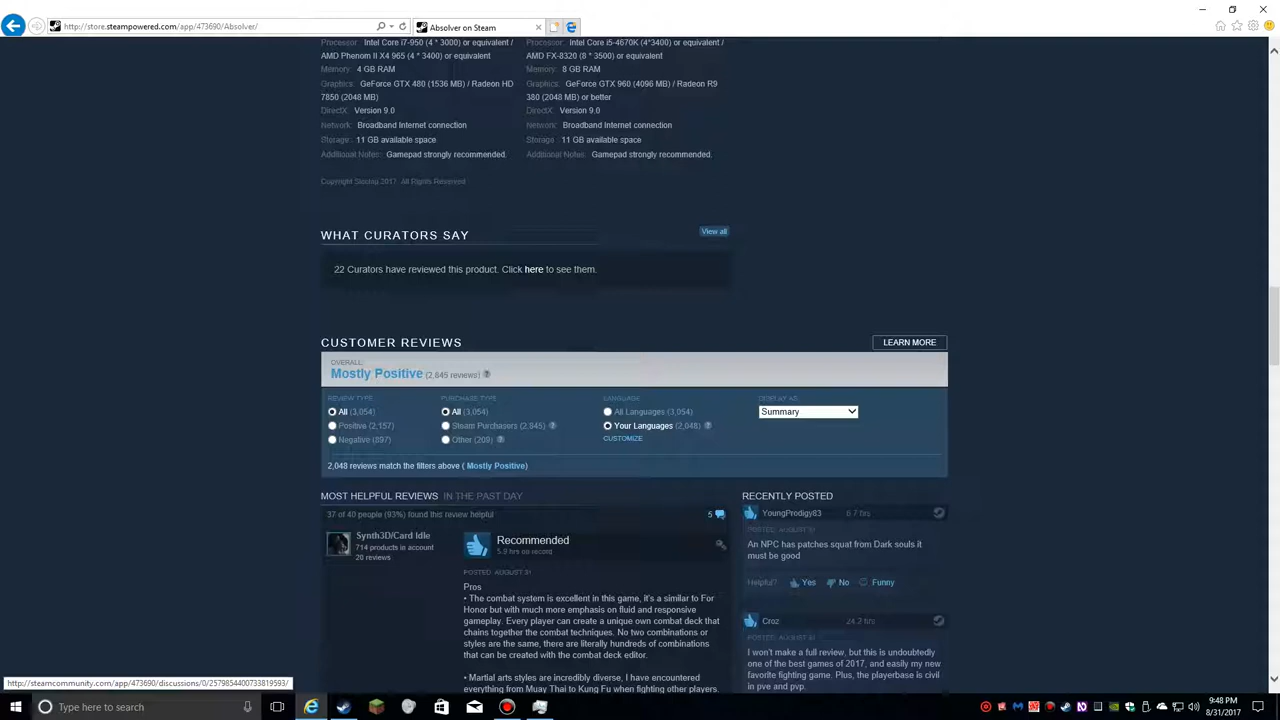 http://store.steampowered.com/app/473690/Absolver/
Absolver on Steam
Processor: Intel Core i7-950 (4 * 3000) or equivalent /
AMD Phenom II X4 965 (4 * 3400) or equivalent
Memory: 4 GB RAM
Graphics: GeForce GTX 480 (1536 MB) / Radeon HD
7850 (2048 MB)
DirectX: Version 9.0
Network: Broadband Internet connection
Storage: 11 GB available space
Additional Notes: Gamepad strongly recommended.
Processor: Intel Core i5-4670K (4*3400) or equivalent /
AMD FX-8320 (8 * 3500) or equivalent
Memory: 8 GB RAM
Graphics: GeForce GTX 960 (4096 MB) / Radeon R9
380 (2048 MB) or better
DirectX: Version 9.0
Network: Broadband Internet connection
Storage: 11 GB available space
Additional Notes: Gamepad strongly recommended.
Copyright Sloclap 2017. All Rights Reserved
WHAT CURATORS SAY
View all
22 Curators have reviewed this product. Click here to see them.
CUSTOMER REVIEWS
LEARN MORE
OVERALL:
Mostly Positive (2,845 reviews)
REVIEW TYPE
All (3,054)
Positive (2,157)
Negative (897)
PURCHASE TYPE
All (3,054)
Steam Purchasers (2,845)
Other (209)
LANGUAGE
All Languages (3,054)
Your Languages (2,048)
CUSTOMIZE
DISPLAY AS:
Summary
2,048 reviews match the filters above ( Mostly Positive)
MOST HELPFUL REVIEWS IN THE PAST DAY
37 of 40 people (93%) found this review helpful
5
Synth3D/Card Idle
714 products in account
20 reviews
Recommended
5.9 hrs on record
POSTED: AUGUST 31
Pros
• The combat system is excellent in this game, it's a similar to For
Honor but with much more emphasis on fluid and responsive
gameplay. Every player can create a unique own combat deck that
chains together the combat techniques. No two combinations or
styles are the same, there are literally hundreds of combinations
that can be created with the combat deck editor.
• Martial arts styles are incredibly diverse, I have encountered
everything from Muay Thai to Kung Fu when fighting other players.
RECENTLY POSTED
YoungProdigy83
6.7 hrs
POSTED: AUGUST 31
An NPC has patches squat from Dark souls it
must be good
Helpful? Yes No Funny
Croz
24.2 hrs
POSTED: AUGUST 31
I won't make a full review, but this is undoubtedly
one of the best games of 2017, and easily my new
favorite fighting game. Plus, the playerbase is civil
in pve and pvp.
http://steamcommunity.com/app/473690/discussions/0/2579854400733819593/
Type here to search
9:48 PM
8/31/2017